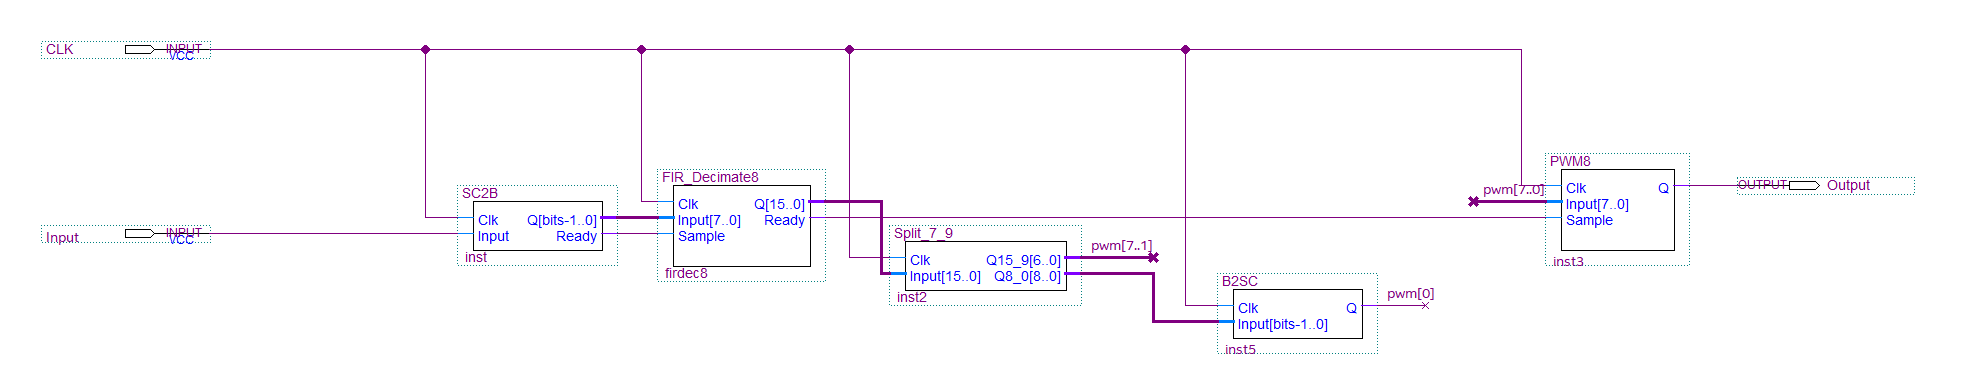 CLK
INPUT
VCC
Input
INPUT
VCC
SC2B
Clk
Q[bits-1..0]
Input
Ready
inst
FIR_Decimate8
Clk
Q[15..0]
Input[7..0]
Ready
Sample
firdec8
Split_7_9
Clk
Q15_9[6..0]
Input[15..0]
Q8_0[8..0]
inst2
pwm[7..1]
B2SC
Clk
Q
Input[bits-1..0]
inst5
pwm[0]
pwm[7..0]
PWM8
Clk
Q
Input[7..0]
Sample
inst3
OUTPUT
Output